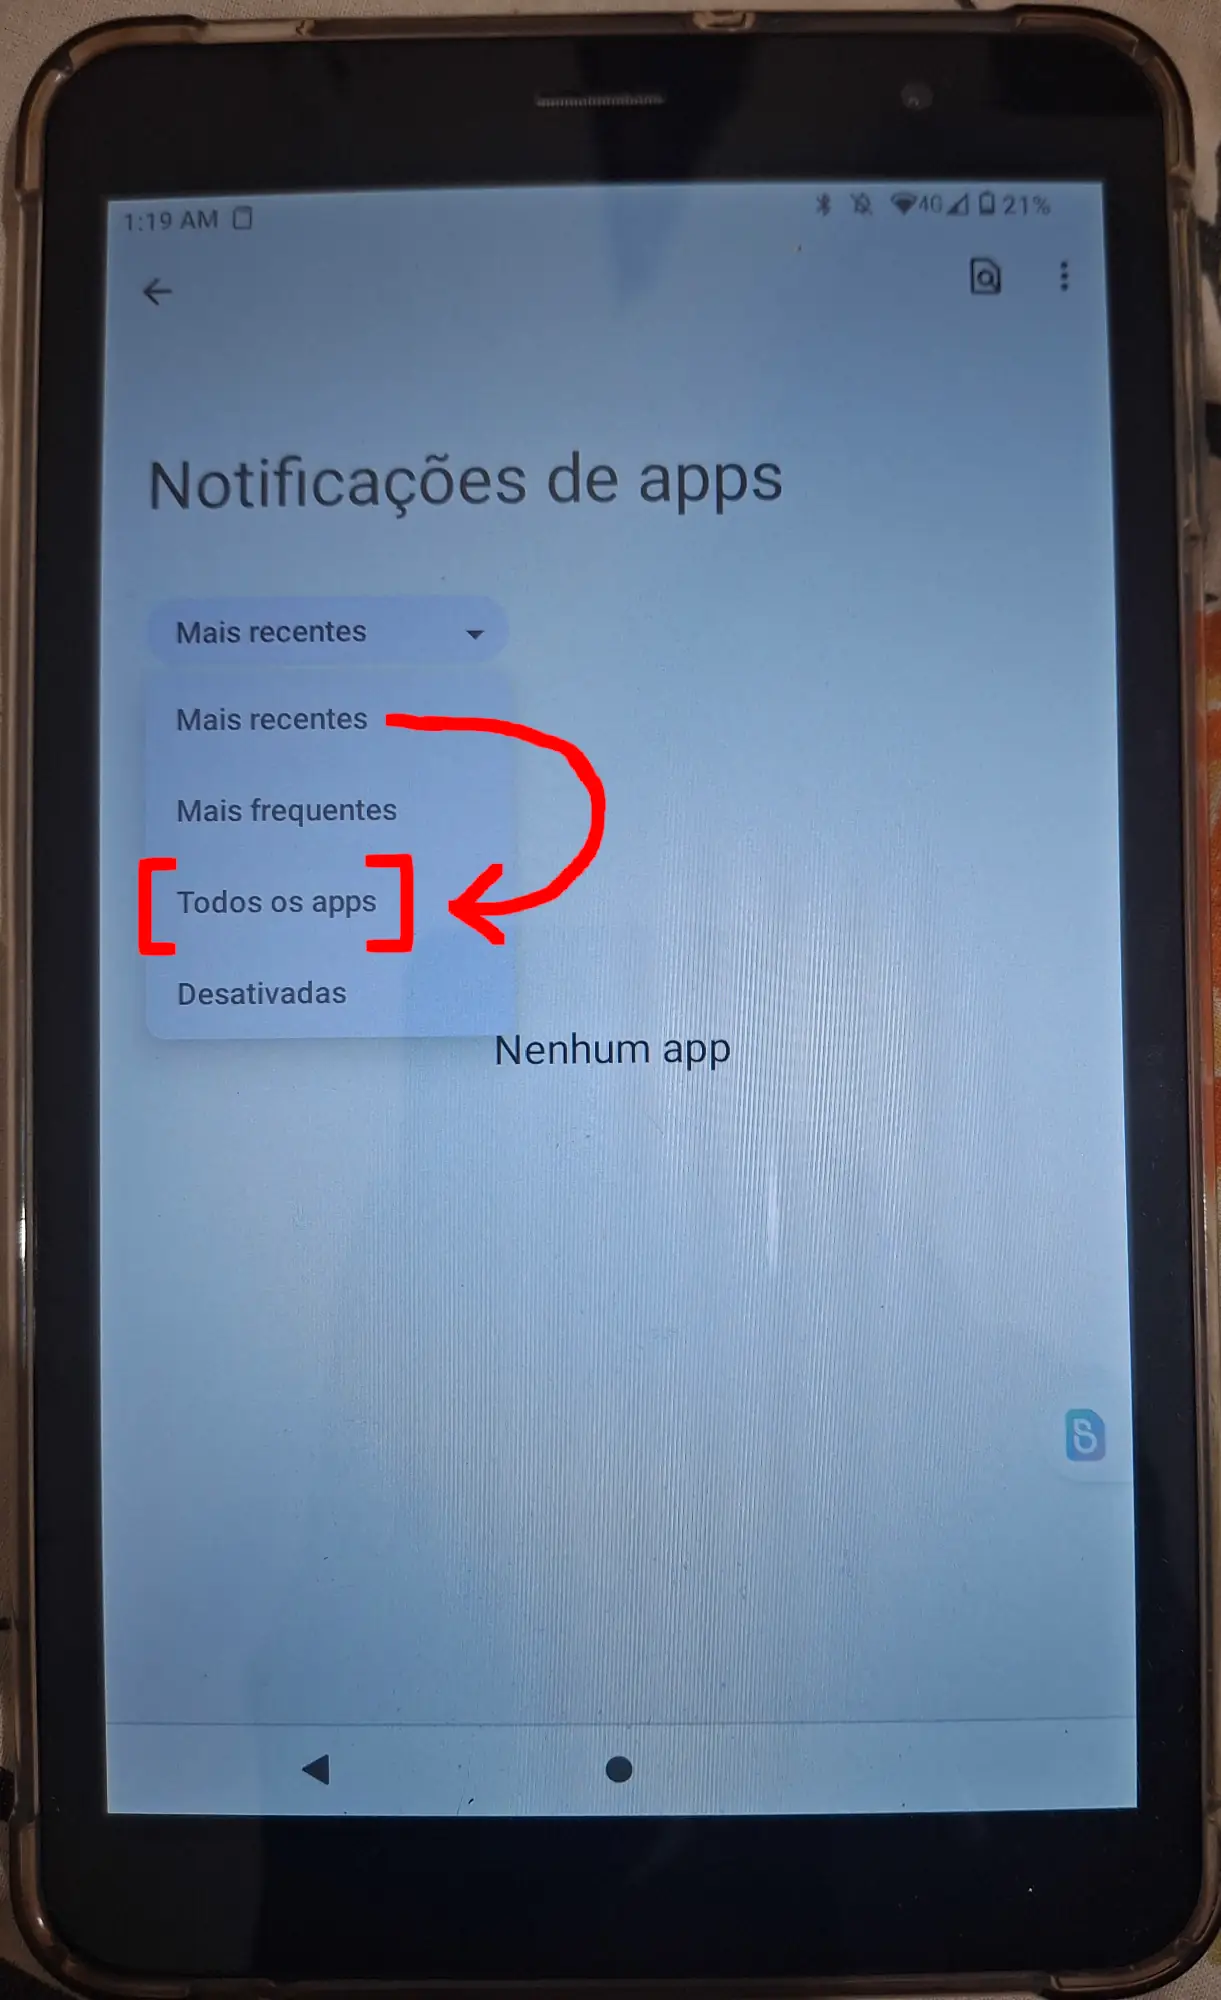 1:19 AM 4G 21%
Notificações de apps
Mais recentes
Mais recentes
Mais frequentes
Todos os apps
Desativadas
Nenhum app